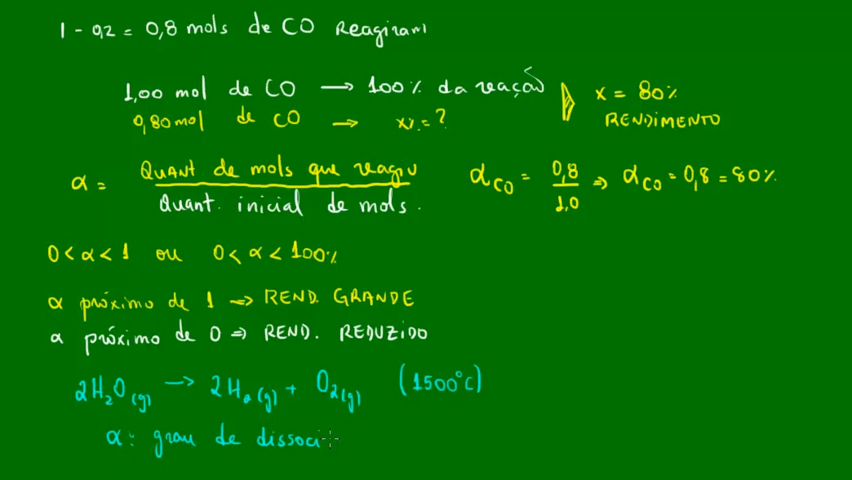 1 - 0,2 = 0,8 mols de CO Reagiram
1,00 mol de CO → 100% da reação
x = 80%
0,80 mol de CO → x% = ?
RENDIMENTO
α = Quant de mols que reagiu
Quant. inicial de mols.
αCO = 0,8 / 1,0 ⇒ αCO = 0,8 = 80%
0 < α < 1 ou 0 < α < 100%
α próximo de 1 ⇒ REND. GRANDE
α próximo de 0 ⇒ REND. REDUZIDO
2H₂O(g) → 2H₂(g) + O₂(g) (1500°C)
α: grau de dissoci